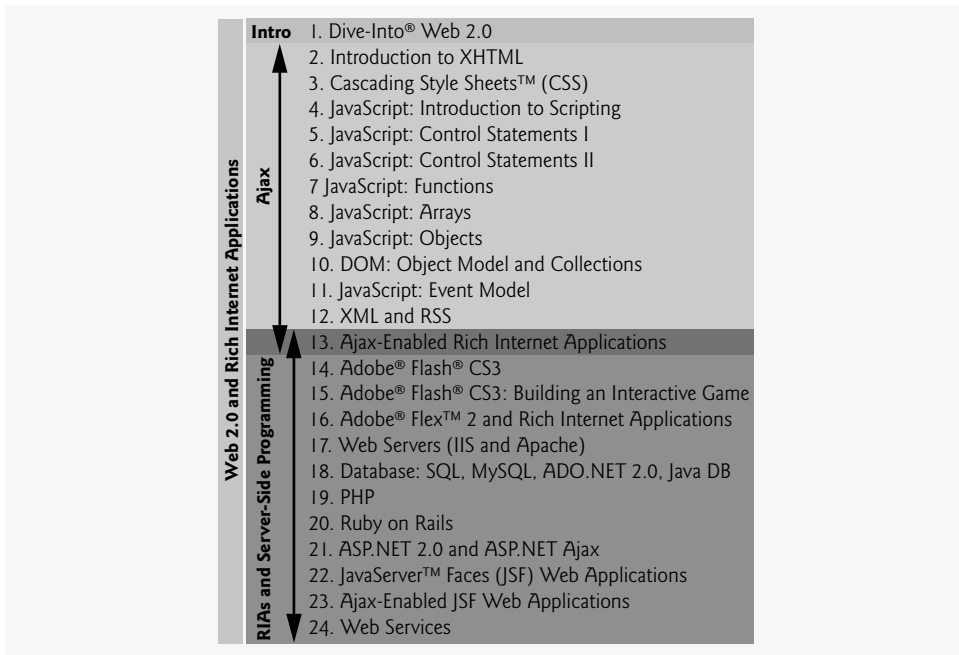 Web 2.0 and Rich Internet Applications
Intro
1. Dive-Into® Web 2.0
Ajax
2. Introduction to XHTML
3. Cascading Style Sheets™ (CSS)
4. JavaScript: Introduction to Scripting
5. JavaScript: Control Statements I
6. JavaScript: Control Statements II
7 JavaScript: Functions
8. JavaScript: Arrays
9. JavaScript: Objects
10. DOM: Object Model and Collections
11. JavaScript: Event Model
12. XML and RSS
13. Ajax-Enabled Rich Internet Applications
RIAs and Server-Side Programming
14. Adobe® Flash® CS3
15. Adobe® Flash® CS3: Building an Interactive Game
16. Adobe® Flex™ 2 and Rich Internet Applications
17. Web Servers (IIS and Apache)
18. Database: SQL, MySQL, ADO.NET 2.0, Java DB
19. PHP
20. Ruby on Rails
21. ASP.NET 2.0 and ASP.NET Ajax
22. JavaServer™ Faces (JSF) Web Applications
23. Ajax-Enabled JSF Web Applications
24. Web Services